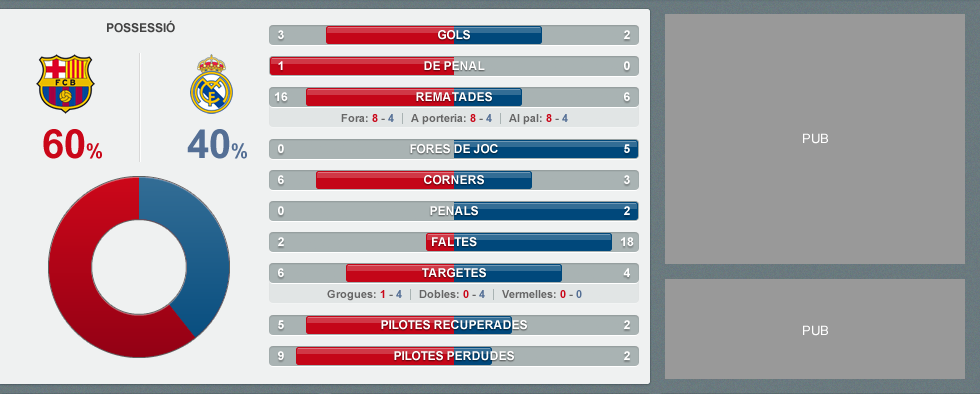 POSSESSIÓ
FCB
60%
40%
3 GOLS 2
1 DE PENAL 0
16 REMATADES 6
Fora: 8 - 4 | A porteria: 8 - 4 | Al pal: 8 - 4
0 FORES DE JOC 5
6 CORNERS 3
0 PENALS 2
2 FALTES 18
6 TARGETES 4
Grogues: 1 - 4 | Dobles: 0 - 4 | Vermelles: 0 - 0
5 PILOTES RECUPERADES 2
9 PILOTES PERDUDES 2
PUB
PUB